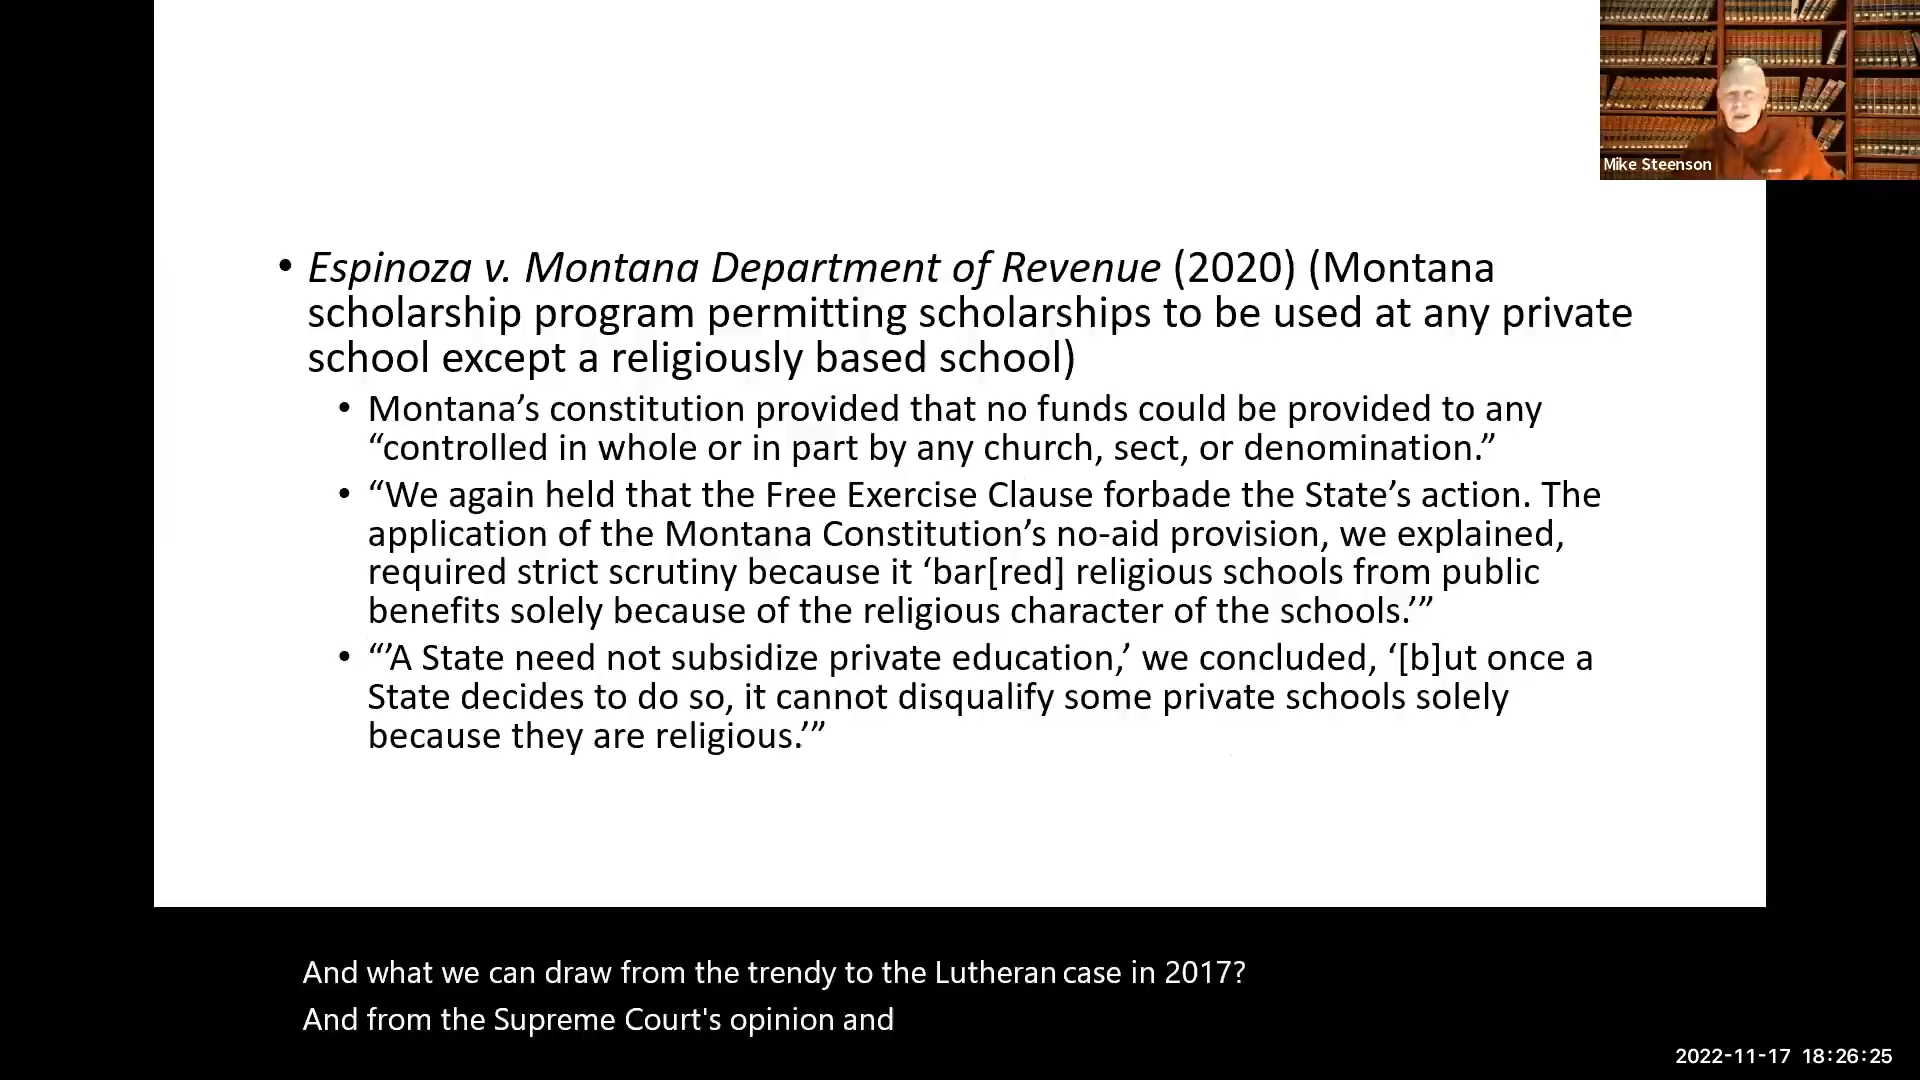 Mike Steenson
• Espinoza v. Montana Department of Revenue (2020) (Montana
scholarship program permitting scholarships to be used at any private
school except a religiously based school)
• Montana’s constitution provided that no funds could be provided to any
“controlled in whole or in part by any church, sect, or denomination.”
• “We again held that the Free Exercise Clause forbade the State’s action. The
application of the Montana Constitution’s no-aid provision, we explained,
required strict scrutiny because it ‘bar[red] religious schools from public
benefits solely because of the religious character of the schools.’”
• “’A State need not subsidize private education,’ we concluded, ‘[b]ut once a
State decides to do so, it cannot disqualify some private schools solely
because they are religious.’”
And what we can draw from the trendy to the Lutheran case in 2017?
And from the Supreme Court's opinion and
2022-11-17 18:26:25